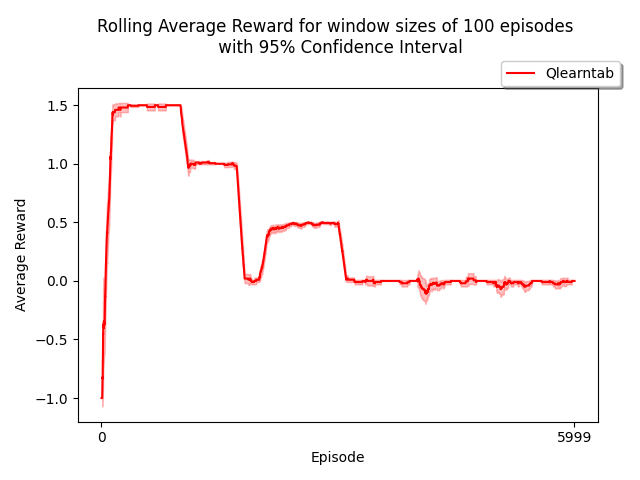 Rolling Average Reward for window sizes of 100 episodes
with 95% Confidence Interval
Qlearntab
1.5
1.0
0.5
0.0
−0.5
−1.0
Average Reward
0
5999
Episode